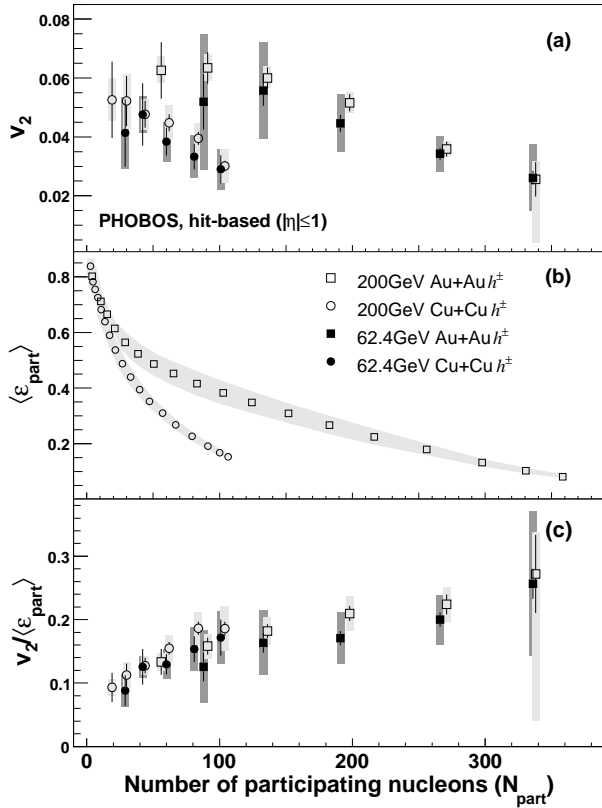 0.08
(a)
0.06
v2
0.04
0.02
PHOBOS, hit-based (|η|≤1)
0.8
(b)
200GeV Au+Au h±
200GeV Cu+Cu h±
62.4GeV Au+Au h±
62.4GeV Cu+Cu h±
0.6
⟨εpart⟩
0.4
0.2
(c)
0.3
v2/⟨εpart⟩
0.2
0.1
0
0 100 200 300
Number of participating nucleons (Npart)